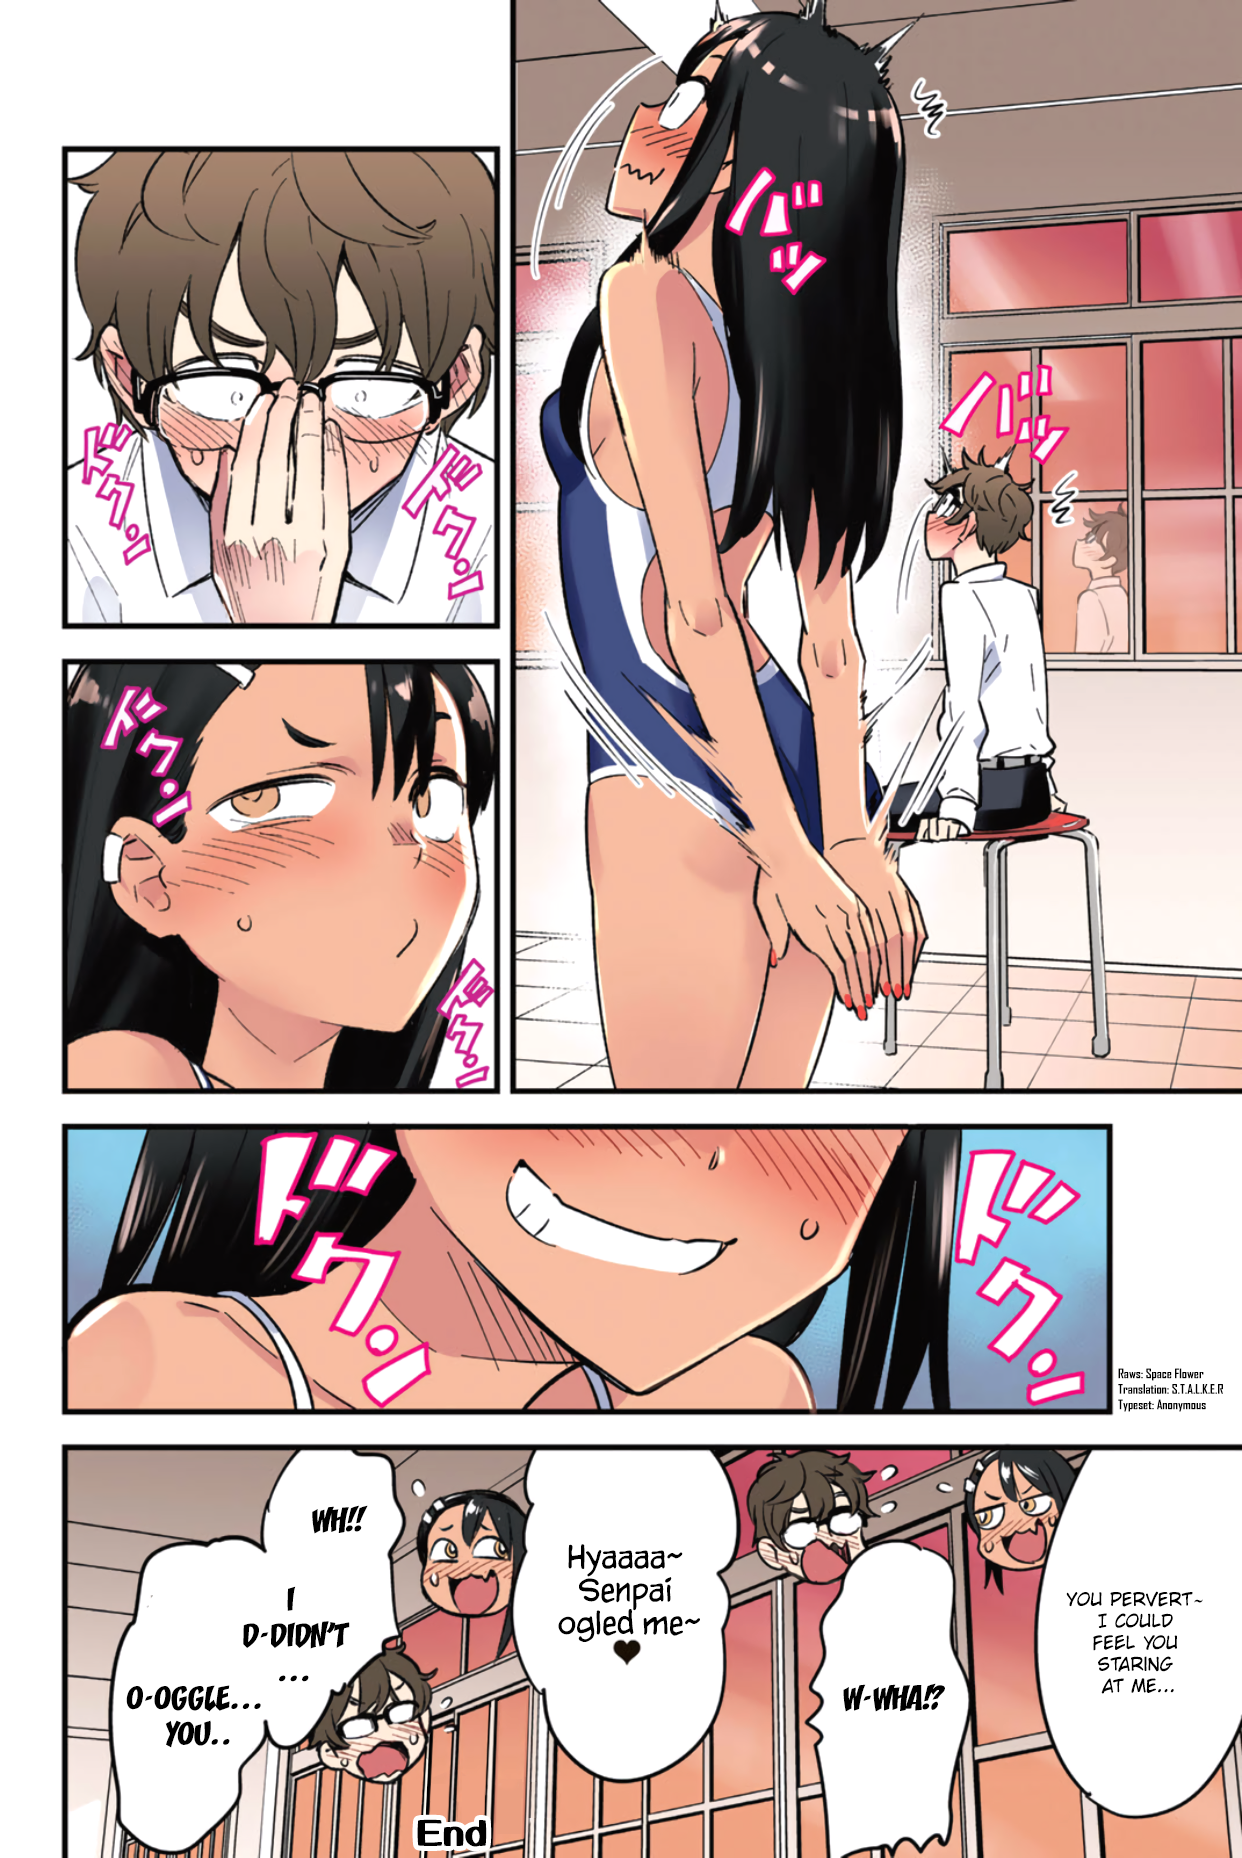 バッ
バッ
ドクン
ドクン
ドクン
ドクン
ドクン
ドクン
Raws: Space Flower
Translation: S.T.A.L.K.E.R
Typeset: Anonymous
YOU PERVERT~
I COULD
FEEL YOU
STARING
AT ME...
W-WHA!?
Hyaaaa~
Senpai
ogled me~
♥
WH!!
I
D-DIDN'T
...
O-OGGLE...
YOU..
End